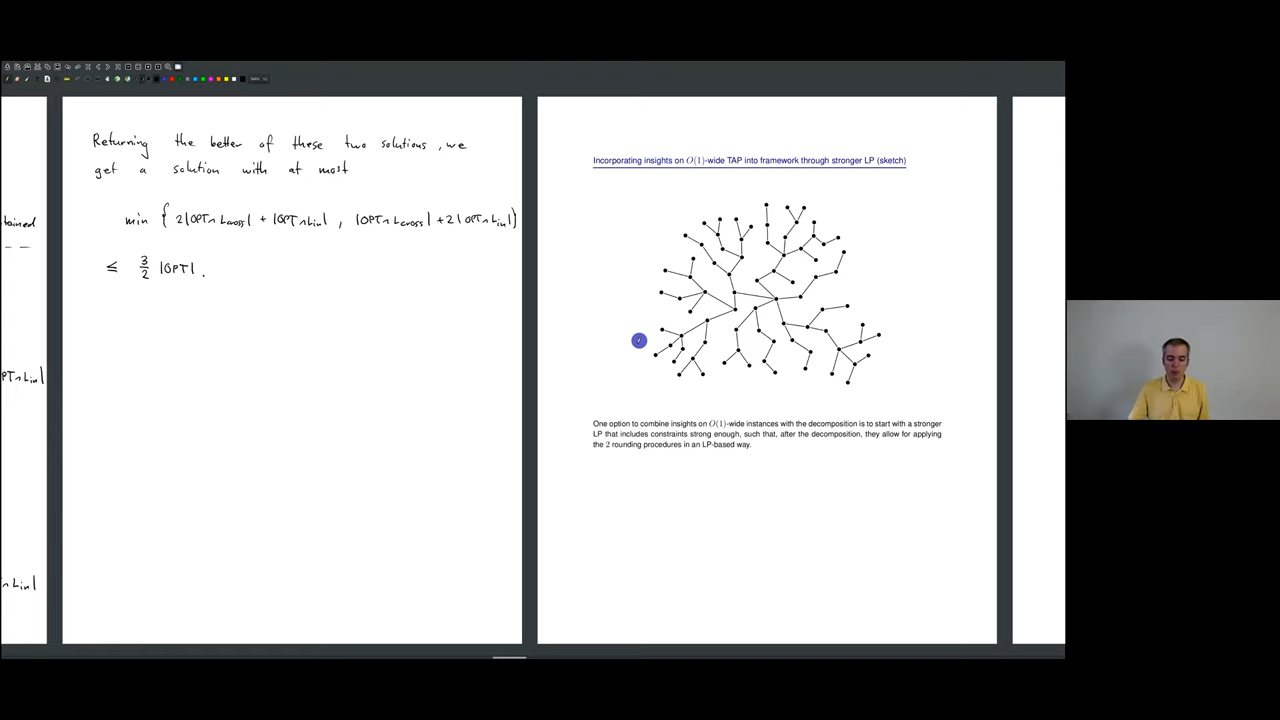 Returning the better of these two solutions, we
get a solution with at most
min { 2|OPT∩Lcross| + |OPT∩Lin| , |OPT∩Lcross| + 2|OPT∩Lin| }
≤ 3/2 |OPT| .
tained
PT∩Lin|
∩Lin|
Incorporating insights on O(1)-wide TAP into framework through stronger LP (sketch)
One option to combine insights on O(1)-wide instances with the decomposition is to start with a stronger
LP that includes constraints strong enough, such that, after the decomposition, they allow for applying
the 2 rounding procedures in an LP-based way.